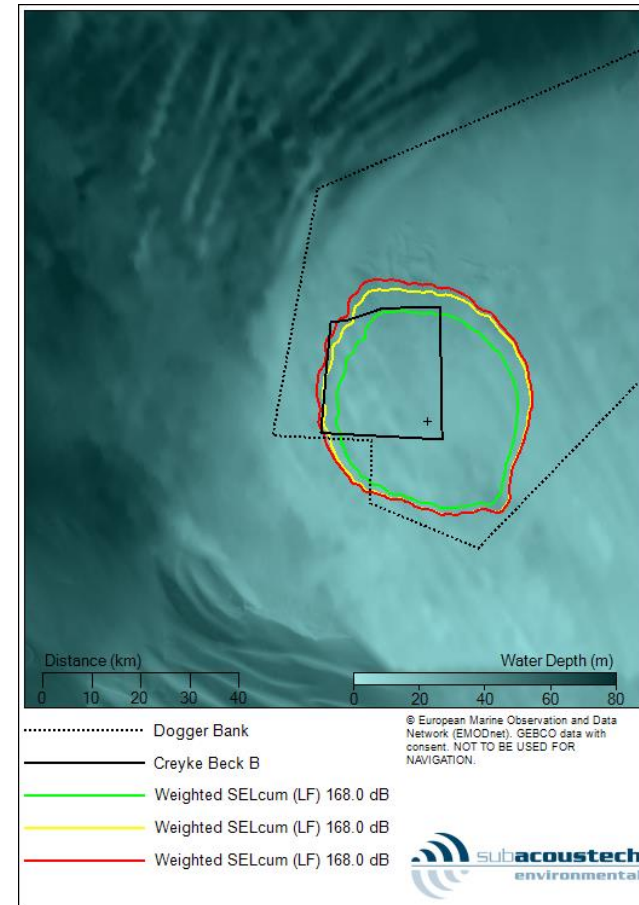 Distance (km)
0 10 20 30 40
Water Depth (m)
0 20 40 60 80
Dogger Bank
Creyke Beck B
Weighted SELcum (LF) 168.0 dB
Weighted SELcum (LF) 168.0 dB
Weighted SELcum (LF) 168.0 dB
© European Marine Observation and Data
Network (EMODnet). GEBCO data with
consent. NOT TO BE USED FOR
NAVIGATION.
subacoustech
environmental